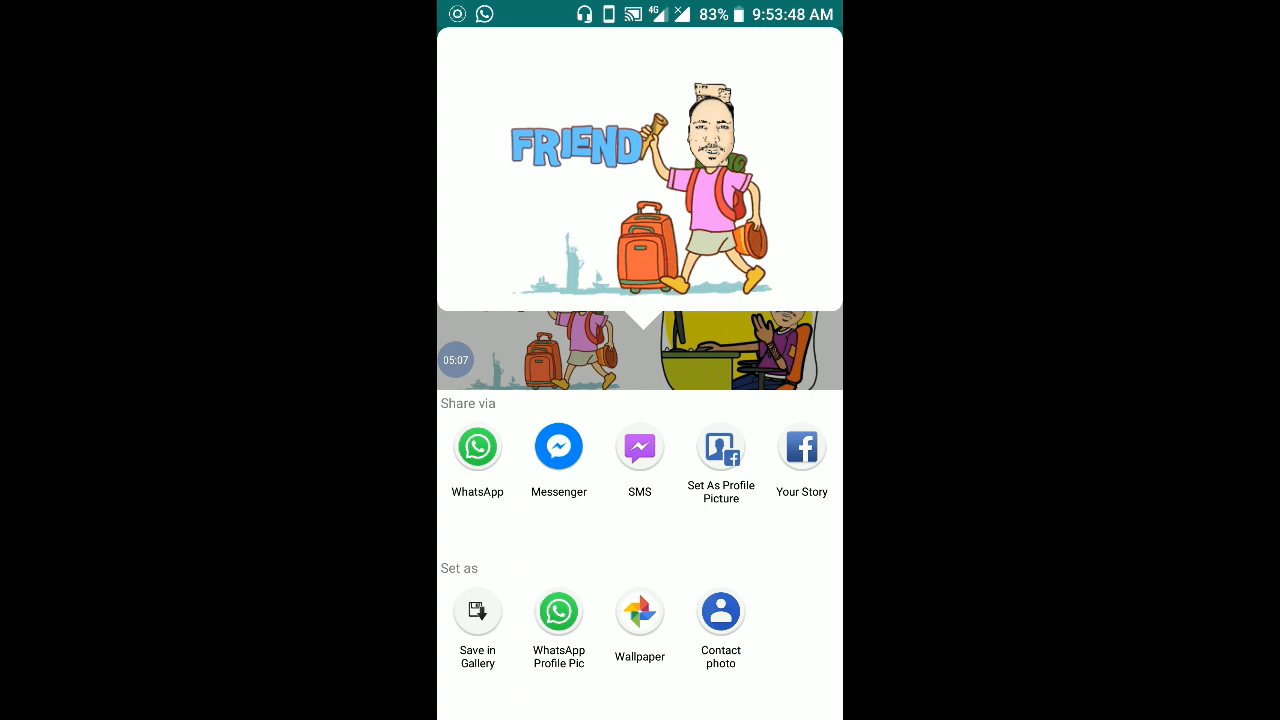 4G 83% 9:53:48 AM
FRIEND
05:07
Share via
WhatsApp Messenger SMS Set As Profile Picture Your Story
Set as
Save in Gallery WhatsApp Profile Pic Wallpaper Contact photo